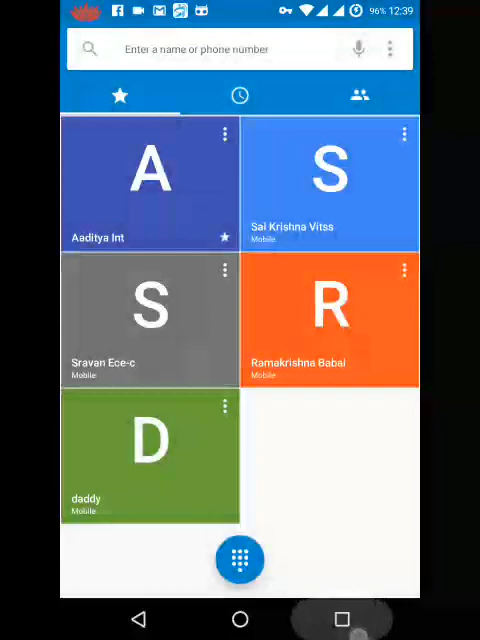 96% 12:39
Enter a name or phone number
A
Aaditya Int
S
Sai Krishna Vitss
Mobile
S
Sravan Ece-c
Mobile
R
Ramakrishna Babai
Mobile
D
daddy
Mobile